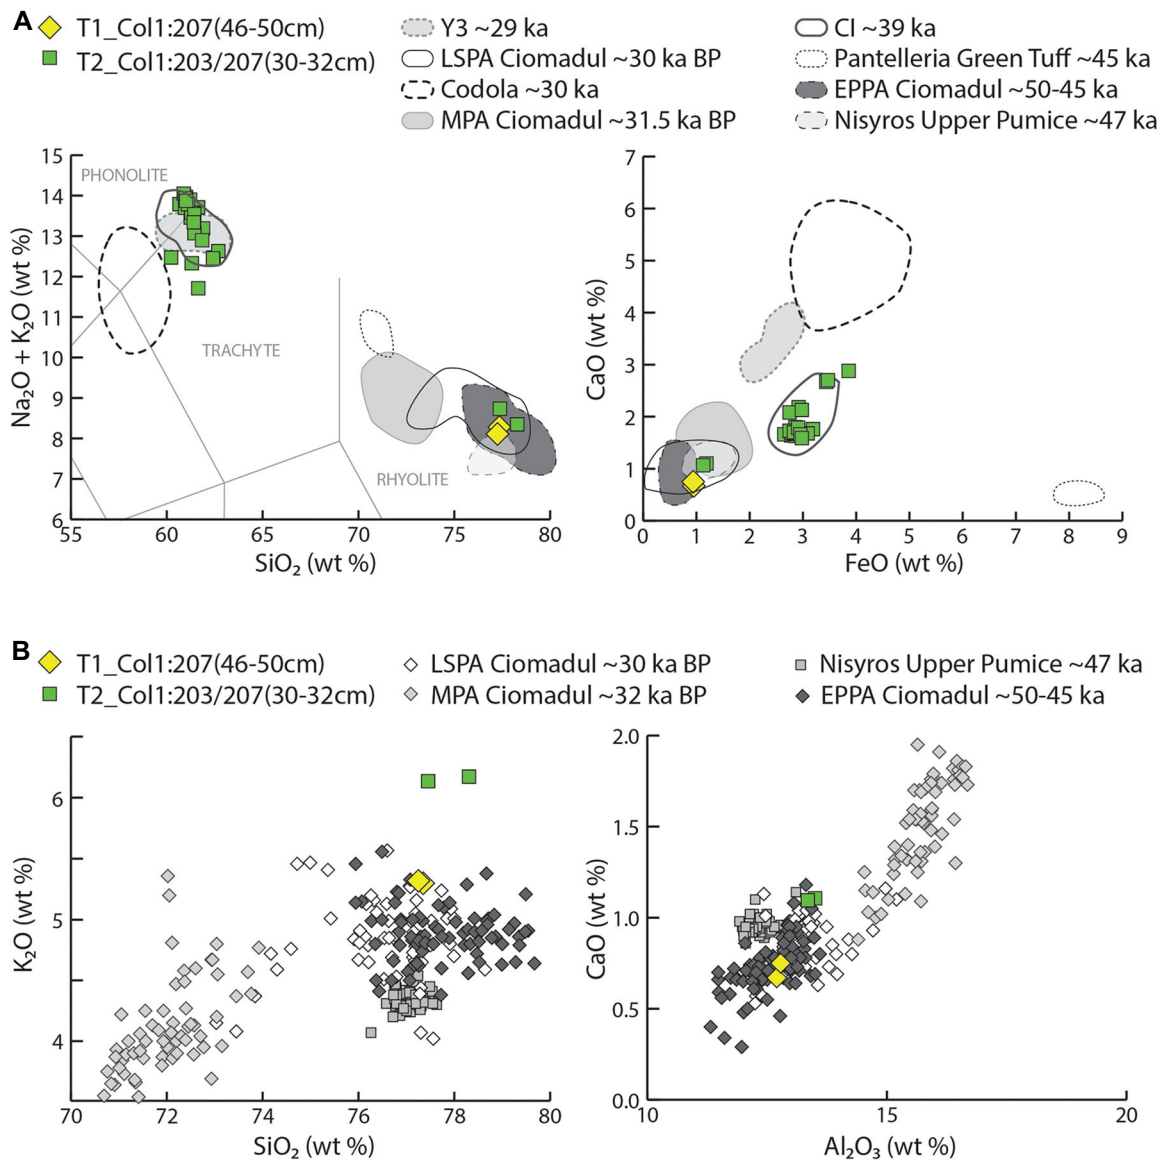 A
T1_Col1:207(46-50cm)
T2_Col1:203/207(30-32cm)
Y3 ~29 ka
LSPA Ciomadul ~30 ka BP
Codola ~30 ka
MPA Ciomadul ~31.5 ka BP
CI ~39 ka
Pantelleria Green Tuff ~45 ka
EPPA Ciomadul ~50-45 ka
Nisyros Upper Pumice ~47 ka
Na₂O + K₂O (wt %)
15
14
13
12
11
10
9
8
7
6
PHONOLITE
TRACHYTE
RHYOLITE
55 60 65 70 75 80
SiO₂ (wt %)
CaO (wt %)
7
6
5
4
3
2
1
0
0 1 2 3 4 5 6 7 8 9
FeO (wt %)
B
T1_Col1:207(46-50cm)
T2_Col1:203/207(30-32cm)
LSPA Ciomadul ~30 ka BP
MPA Ciomadul ~32 ka BP
Nisyros Upper Pumice ~47 ka
EPPA Ciomadul ~50-45 ka
K₂O (wt %)
6
5
4
70 72 74 76 78 80
SiO₂ (wt %)
CaO (wt %)
2.0
1.5
1.0
0.5
0.0
10 15 20
Al₂O₃ (wt %)